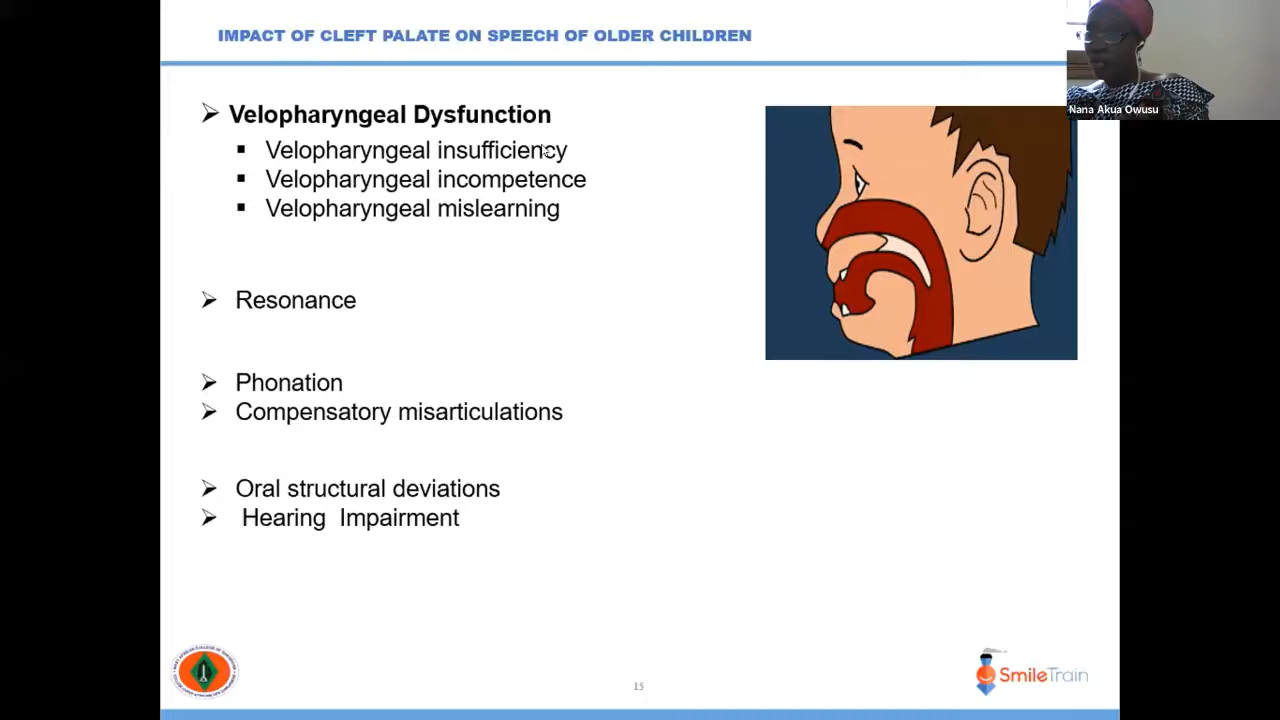 IMPACT OF CLEFT PALATE ON SPEECH OF OLDER CHILDREN
Nana Akua Owusu
Velopharyngeal Dysfunction
Velopharyngeal insufficiency
Velopharyngeal incompetence
Velopharyngeal mislearning
Resonance
Phonation
Compensatory misarticulations
Oral structural deviations
Hearing Impairment
SmileTrain
15